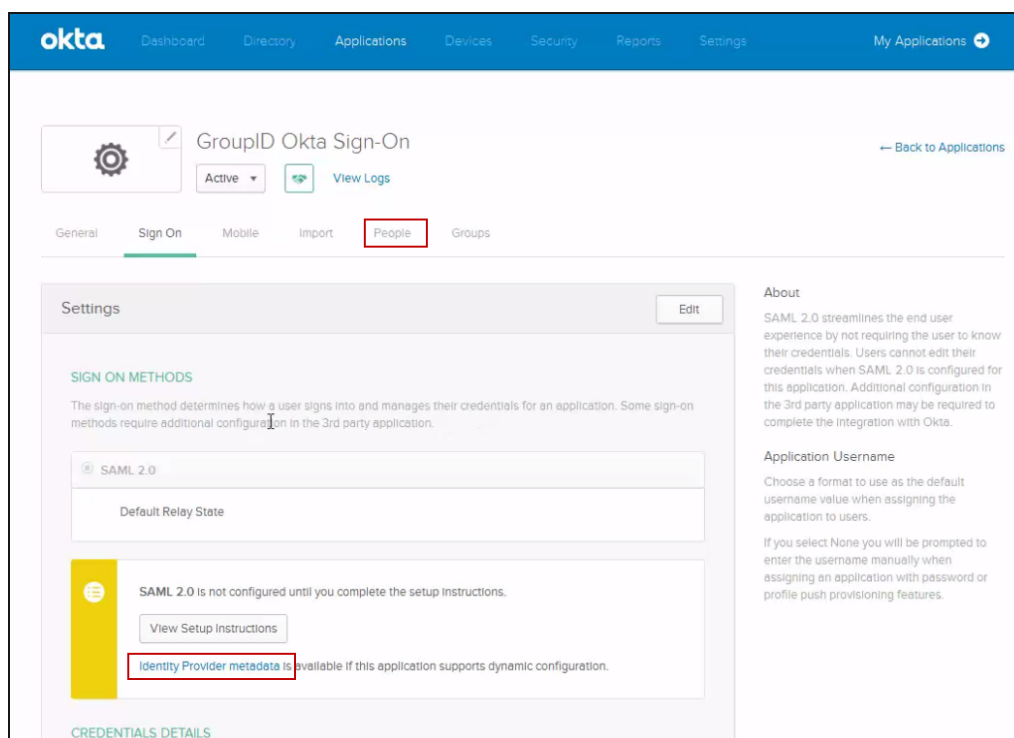 okta Dashboard Directory Applications Devices Security Reports Settings My Applications
GroupID Okta Sign-On
← Back to Applications
Active View Logs
General Sign On Mobile Import People Groups
Settings Edit
SIGN ON METHODS
The sign-on method determines how a user signs into and manages their credentials for an application. Some sign-on
methods require additional configuration in the 3rd party application.
SAML 2.0
Default Relay State
SAML 2.0 is not configured until you complete the setup instructions.
View Setup Instructions
Identity Provider metadata is available if this application supports dynamic configuration.
CREDENTIALS DETAILS
About
SAML 2.0 streamlines the end user
experience by not requiring the user to know
their credentials. Users cannot edit their
credentials when SAML 2.0 is configured for
this application. Additional configuration in
the 3rd party application may be required to
complete the integration with Okta.
Application Username
Choose a format to use as the default
username value when assigning the
application to users.
If you select None you will be prompted to
enter the username manually when
assigning an application with password or
profile push provisioning features.